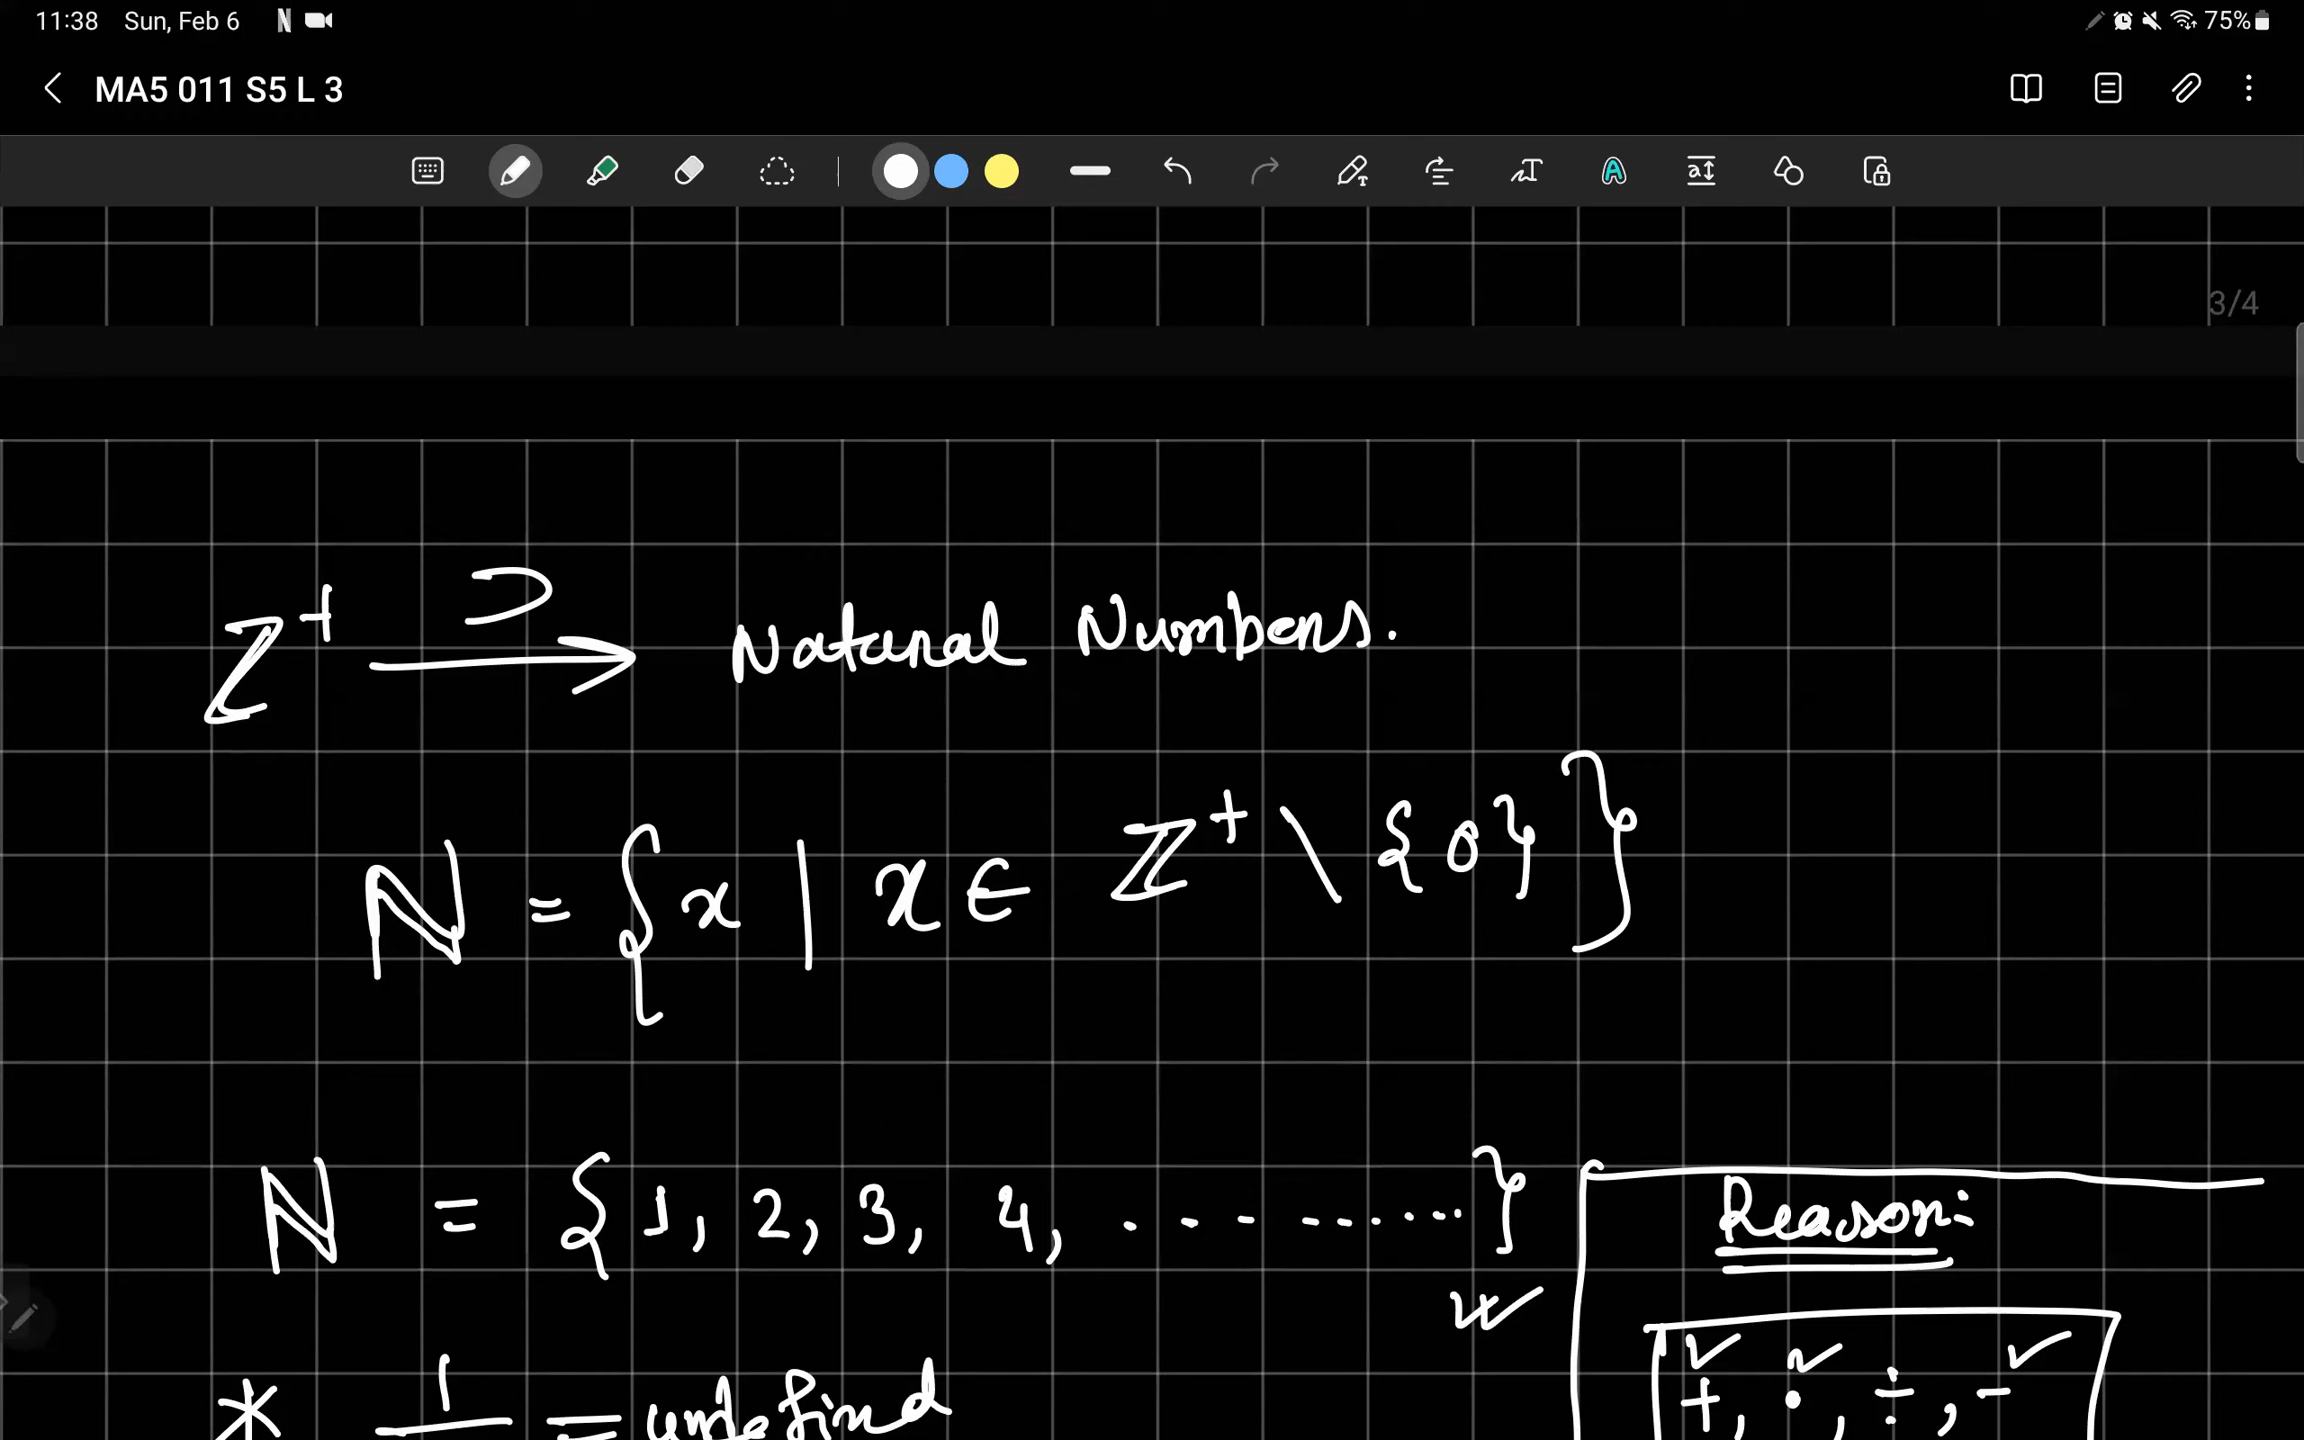 11:38 Sun, Feb 6 75%
MA5 011 S5 L 3
3/4
Z⁺ ⊃ → Natural Numbers.
ℕ = { x | x ∈ ℤ⁺ \ {0} }
ℕ = { 1, 2, 3, 4, .......... }
Reason:
+, •, ÷, −
* 1 = undefind